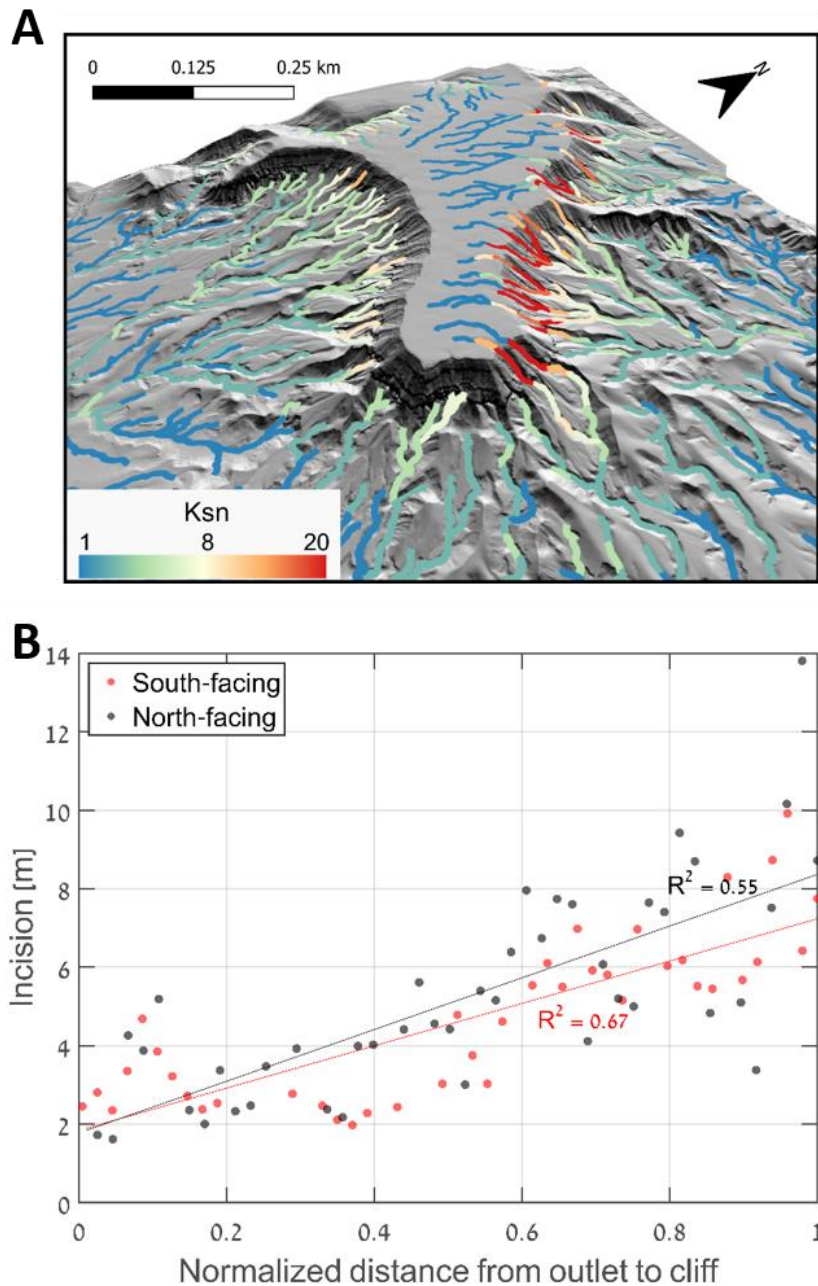 A
0 0.125 0.25 km
N
Ksn
1 8 20
B
14
12
10
8
6
4
2
0
South-facing
North-facing
R² = 0.55
R² = 0.67
Incision [m]
0 0.2 0.4 0.6 0.8 1
Normalized distance from outlet to cliff